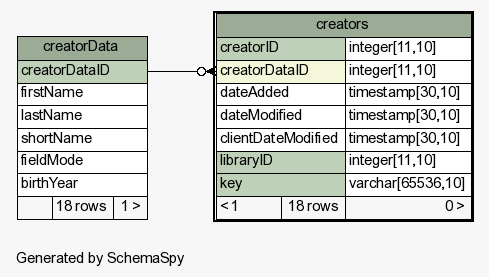 creatorData
creatorDataID
firstName
lastName
shortName
fieldMode
birthYear
18 rows 1 >
creators
creatorID integer[11,10]
creatorDataID integer[11,10]
dateAdded timestamp[30,10]
dateModified timestamp[30,10]
clientDateModified timestamp[30,10]
libraryID integer[11,10]
key varchar[65536,10]
< 1 18 rows 0 >
Generated by SchemaSpy